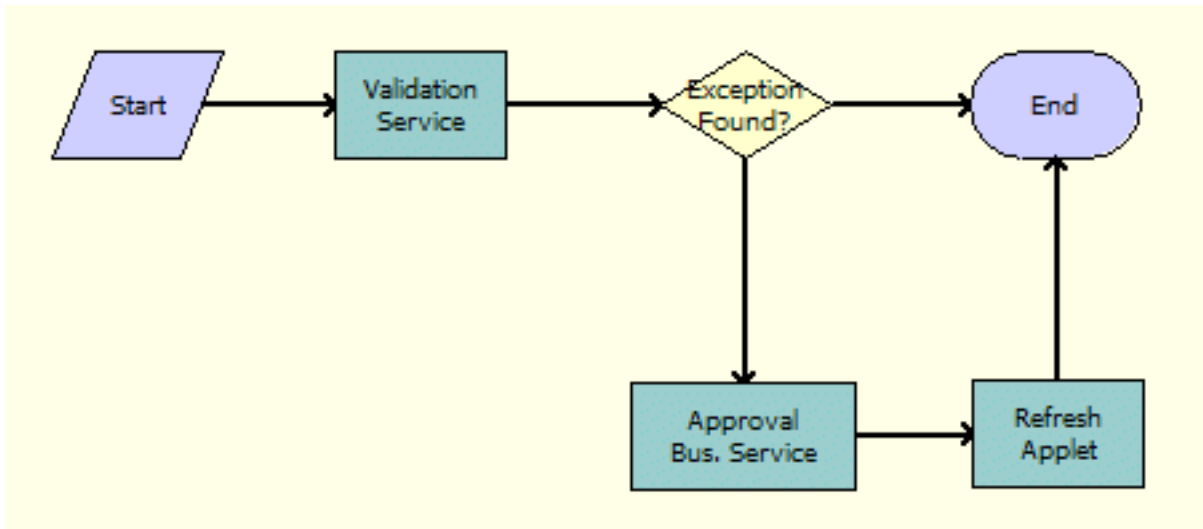 Start
Validation
Service
Exception
Found?
End
Approval
Bus. Service
Refresh
Applet